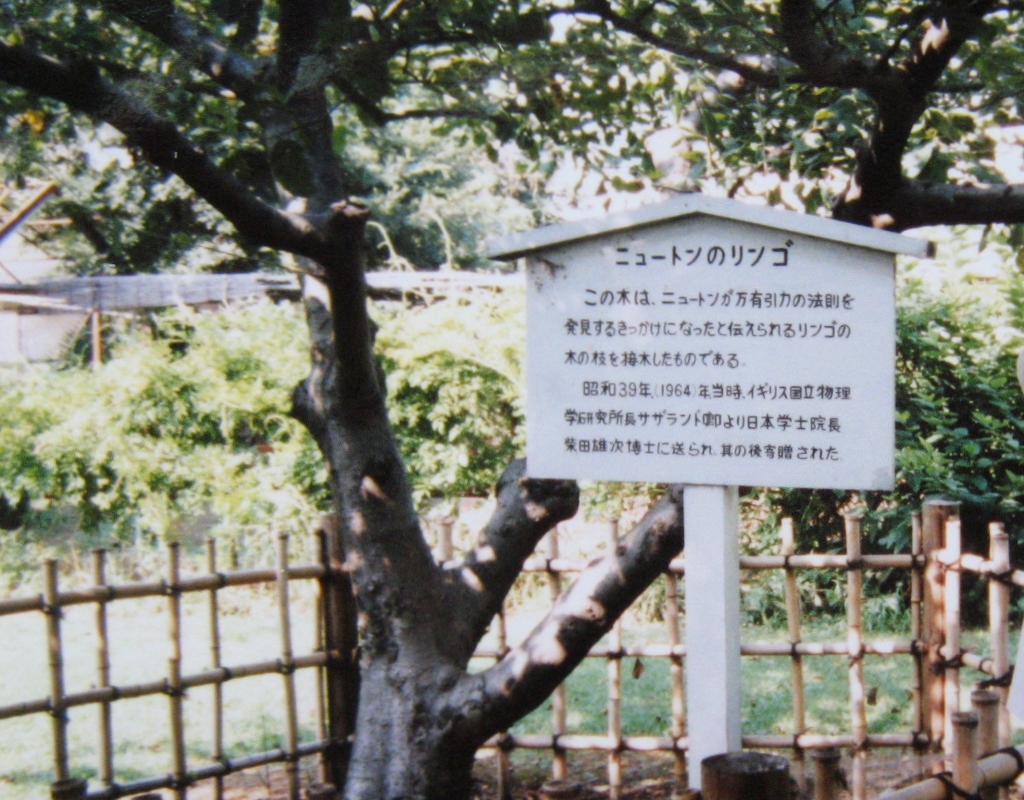 ニュートンのリンゴ
この木は、ニュートンが万有引力の法則を
発見するきっかけになったと伝えられるリンゴの
木の枝を接木したものである。
昭和39年(1964)年、当時、イギリス国立物理
学研究所長サザランド卿より日本学士院長
柴田雄次博士に送られ、其の後寄贈された